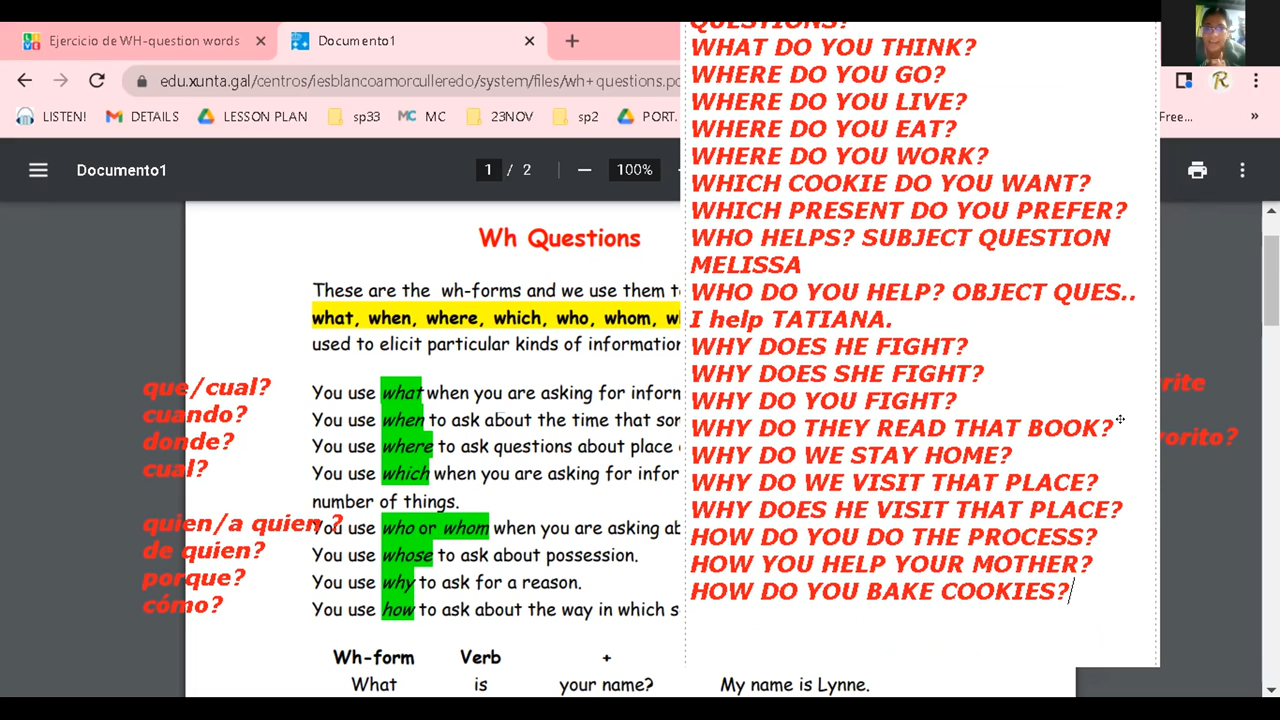 Ejercicio de WH-question words
Documento1
edu.xunta.gal/centros/iesblancoamorculleredo/system/files/wh+questions.p
LISTEN!
DETAILS
LESSON PLAN
sp33
MC MC
23NOV
sp2
PORT.
Free...
»
Documento1
1 / 2
100%
Wh Questions
These are the wh-forms and we use them t
what, when, where, which, who, whom, w
used to elicit particular kinds of information
You use what when you are asking for inform
You use when to ask about the time that som
You use where to ask questions about place
You use which when you are asking for infor
number of things.
You use who or whom when you are asking ab
You use whose to ask about possession.
You use why to ask for a reason.
You use how to ask about the way in which s
Wh-form Verb +
What is your name? My name is Lynne.
que/cual?
cuando?
donde?
cual?
quien/a quien ?
de quien?
porque?
cómo?
QUESTIONS?
WHAT DO YOU THINK?
WHERE DO YOU GO?
WHERE DO YOU LIVE?
WHERE DO YOU EAT?
WHERE DO YOU WORK?
WHICH COOKIE DO YOU WANT?
WHICH PRESENT DO YOU PREFER?
WHO HELPS? SUBJECT QUESTION
MELISSA
WHO DO YOU HELP? OBJECT QUES..
I help TATIANA.
WHY DOES HE FIGHT?
WHY DOES SHE FIGHT?
WHY DO YOU FIGHT?
WHY DO THEY READ THAT BOOK?
WHY DO WE STAY HOME?
WHY DO WE VISIT THAT PLACE?
WHY DOES HE VISIT THAT PLACE?
HOW DO YOU DO THE PROCESS?
HOW YOU HELP YOUR MOTHER?
HOW DO YOU BAKE COOKIES?
rite
vorito?